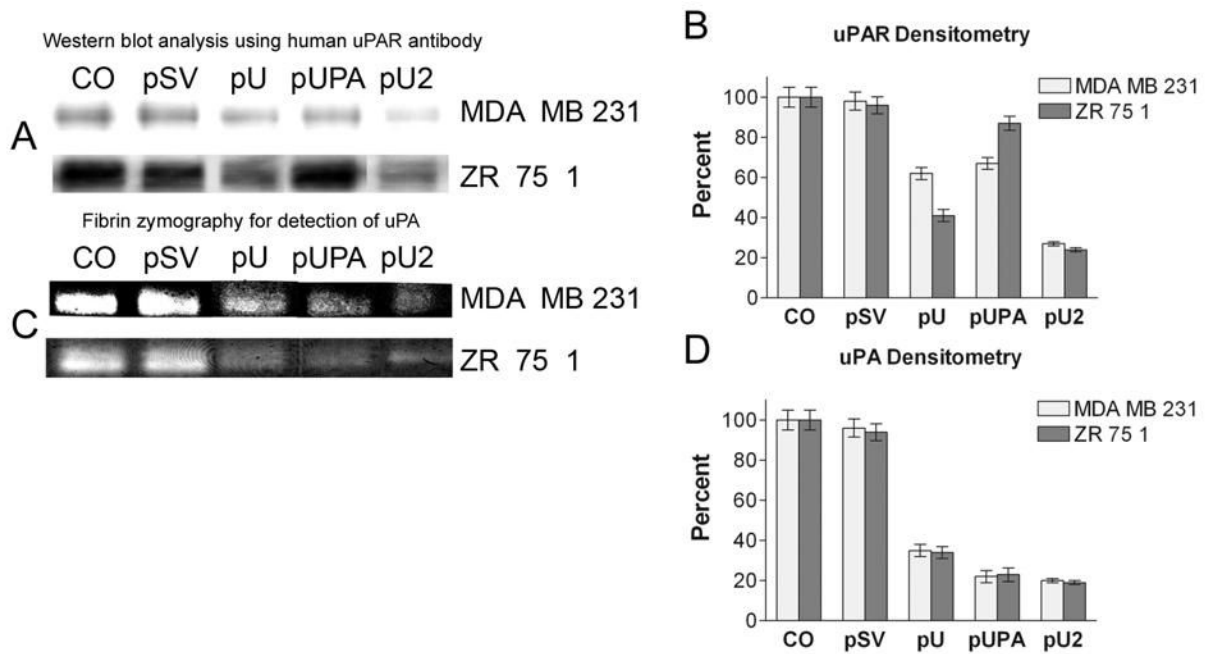 Western blot analysis using human uPAR antibody
CO pSV pU pUPA pU2
A
MDA MB 231
ZR 75 1
Fibrin zymography for detection of uPA
CO pSV pU pUPA pU2
C
MDA MB 231
ZR 75 1
B
uPAR Densitometry
MDA MB 231
ZR 75 1
Percent
100
80
60
40
20
0
CO pSV pU pUPA pU2
D
uPA Densitometry
MDA MB 231
ZR 75 1
Percent
100
80
60
40
20
0
CO pSV pU pUPA pU2